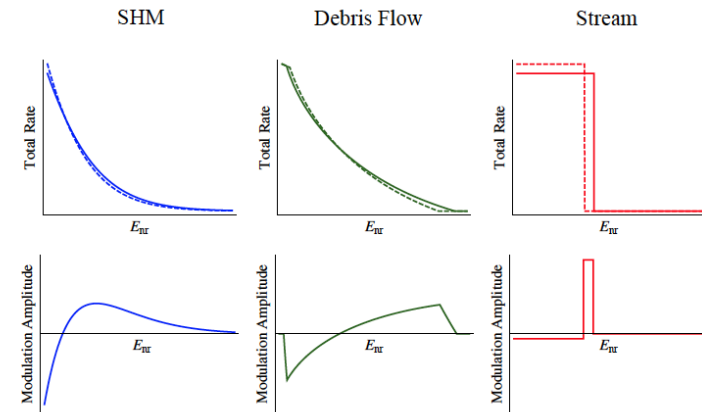 SHM
Debris Flow
Stream
Total Rate
Enr
Total Rate
Enr
Total Rate
Enr
Modulation Amplitude
Enr
Modulation Amplitude
Enr
Modulation Amplitude
Enr